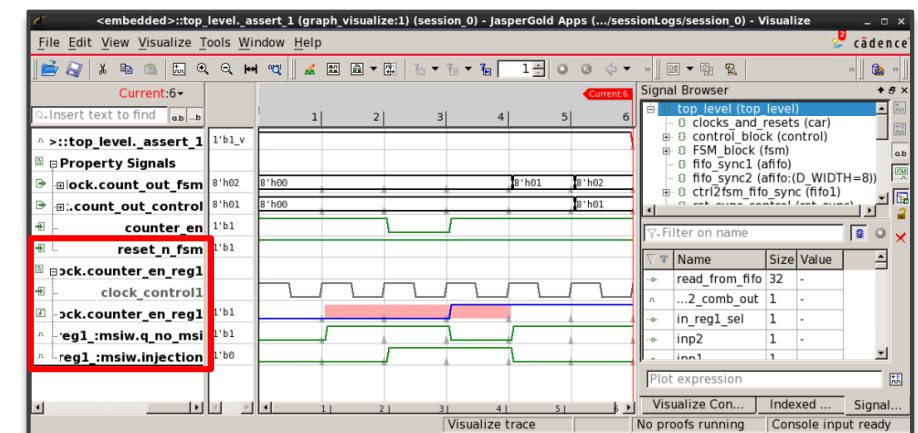 <embedded>::top_level._assert_1 (graph_visualize:1) (session_0) - JasperGold Apps (.../sessionLogs/session_0) - Visualize
File Edit View Visualize Tools Window Help
2
cādence
1
Current:6
Current:6
Signal Browser
Insert text to find a.b ..b
1 2 3 4 5 6
top_level (top_level)
clocks_and_resets (car)
control_block (control)
FSM_block (fsm)
fifo_sync1 (afifo)
fifo_sync2 (afifo:(D_WIDTH=8))
ctrl2fsm_fifo_sync (fifo1)
a.b
>::top_level._assert_1 1'b1_v
Property Signals
lock.count_out_fsm 8'h02 8'h00 8'h01 8'h02
:.count_out_control 8'h01 8'h00 8'h01
counter_en 1'b1
reset_n_fsm 1'b1
ock.counter_en_reg1
clock_control1
ock.counter_en_reg1 1'b1
reg1_:msiw.q_no_msi 1'b1
reg1_:msiw.injection 1'b0
Filter on name
Name Size Value
read_from_fifo 32 -
...2_comb_out 1 -
in_reg1_sel 1 -
inp2 1 -
inp1 1 -
Plot expression
1 2 3 4 5 6
Visualize Con... Indexed ... Signal...
Visualize trace No proofs running Console input ready